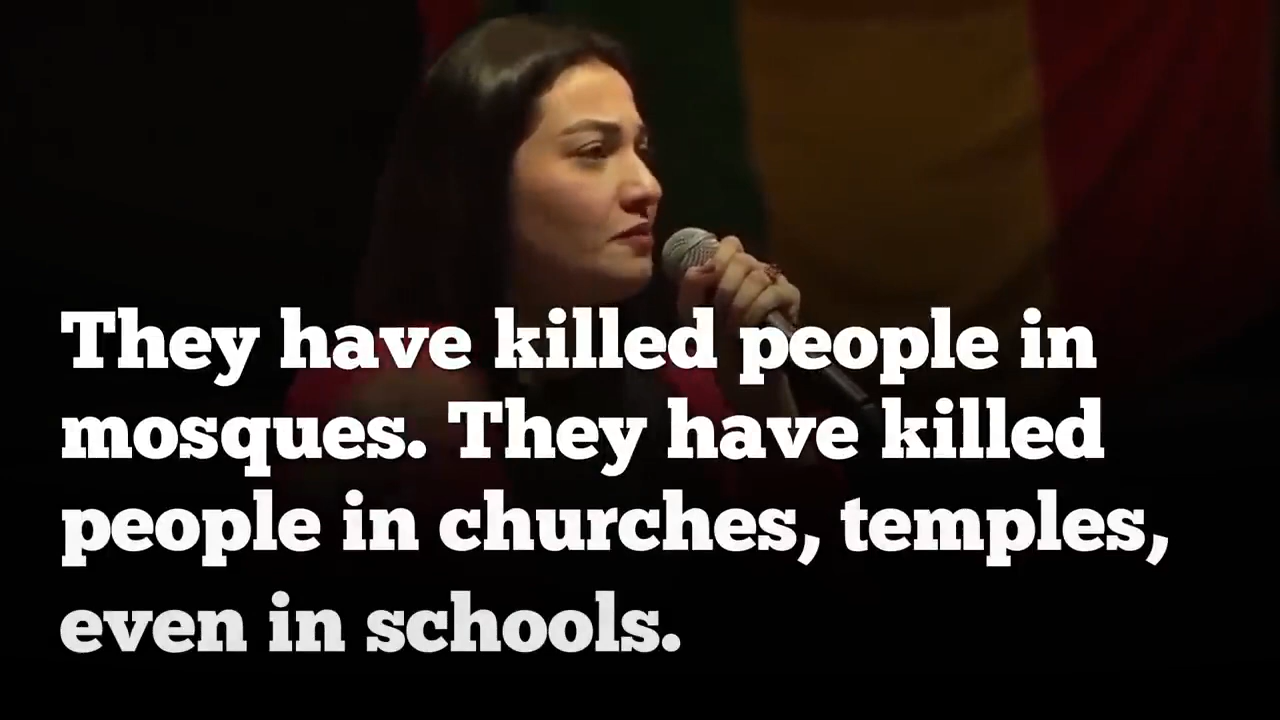 They have killed people in
mosques. They have killed
people in churches, temples,
even in schools.